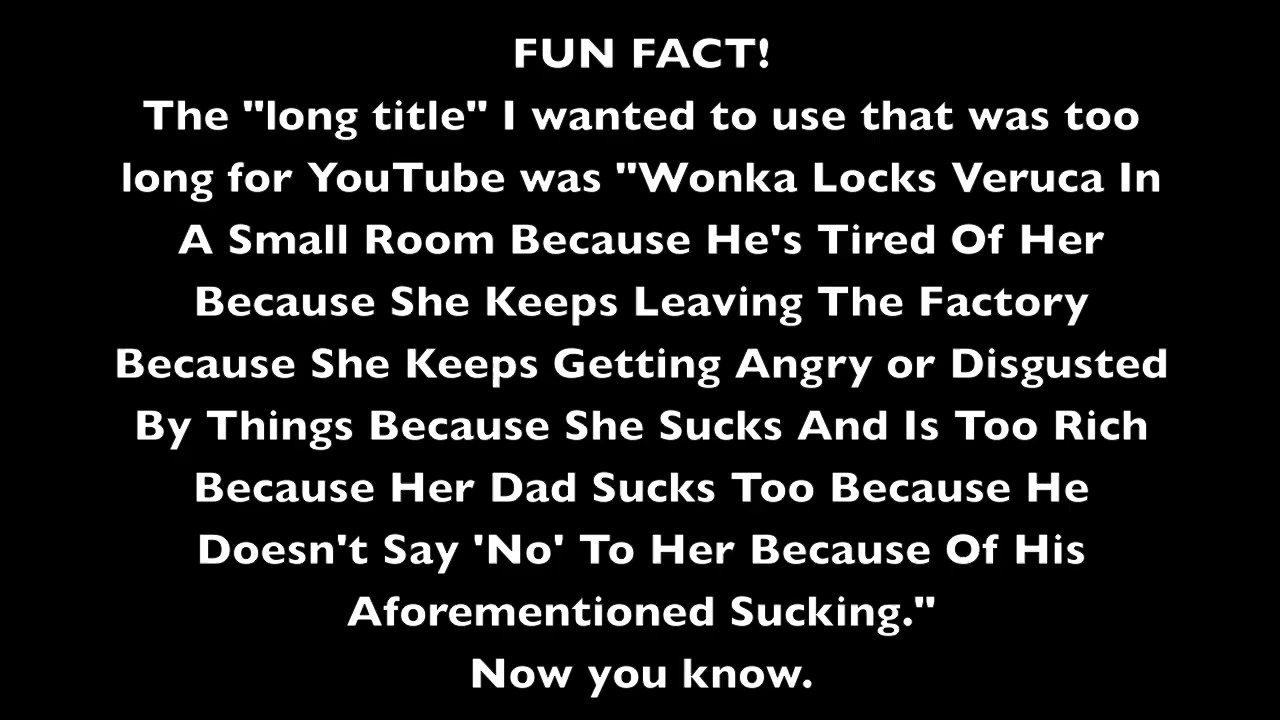 FUN FACT!
The "long title" I wanted to use that was too
long for YouTube was "Wonka Locks Veruca In
A Small Room Because He's Tired Of Her
Because She Keeps Leaving The Factory
Because She Keeps Getting Angry or Disgusted
By Things Because She Sucks And Is Too Rich
Because Her Dad Sucks Too Because He
Doesn't Say 'No' To Her Because Of His
Aforementioned Sucking."
Now you know.